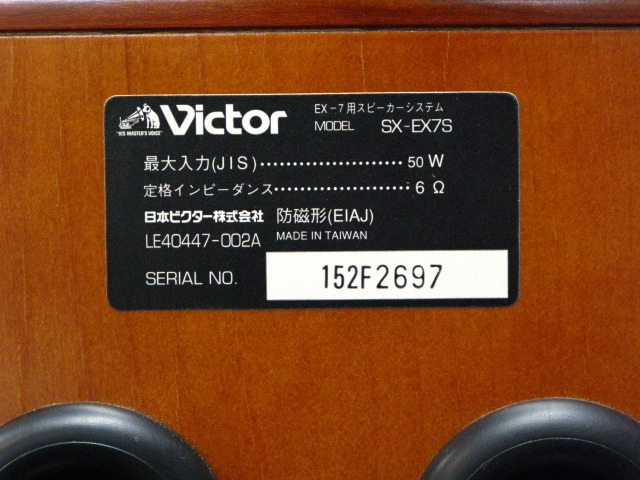 Victor
"HIS MASTER'S VOICE"
EX-7用スピーカーシステム
MODEL SX-EX7S
最大入力(JIS)‥‥‥‥‥‥‥‥ 50 W
定格インピーダンス‥‥‥‥‥‥‥‥ 6 Ω
日本ビクター株式会社 防磁形(EIAJ)
LE40447-002A MADE IN TAIWAN
SERIAL NO. 152F2697